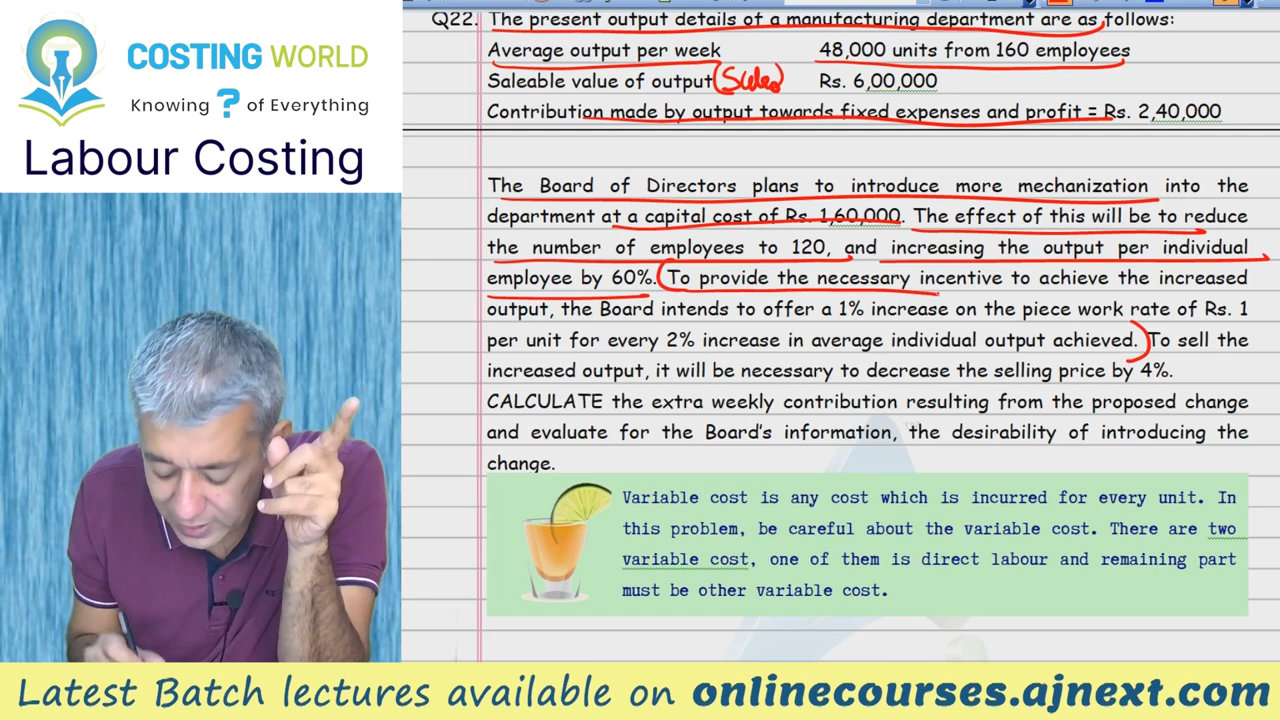 COSTING WORLD
Knowing ? of Everything
Labour Costing
Q22. The present output details of a manufacturing department are as follows:
Average output per week 48,000 units from 160 employees
Saleable value of output (Sales) Rs. 6,00,000
Contribution made by output towards fixed expenses and profit = Rs. 2,40,000
The Board of Directors plans to introduce more mechanization into the
department at a capital cost of Rs. 1,60,000. The effect of this will be to reduce
the number of employees to 120, and increasing the output per individual
employee by 60%. To provide the necessary incentive to achieve the increased
output, the Board intends to offer a 1% increase on the piece work rate of Rs. 1
per unit for every 2% increase in average individual output achieved. To sell the
increased output, it will be necessary to decrease the selling price by 4%.
CALCULATE the extra weekly contribution resulting from the proposed change
and evaluate for the Board's information, the desirability of introducing the
change.
Variable cost is any cost which is incurred for every unit. In
this problem, be careful about the variable cost. There are two
variable cost, one of them is direct labour and remaining part
must be other variable cost.
Latest Batch lectures available on onlinecourses.ajnext.com